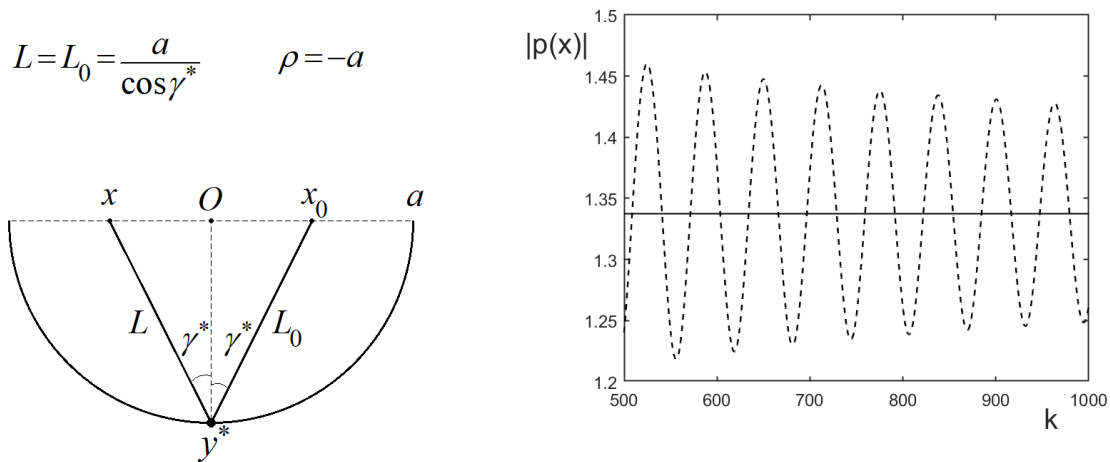 L = L₀ = a / cos γ*
ρ = −a
x O x₀ a
L γ* γ* L₀
y*
|p(x)|
1.5
1.45
1.4
1.35
1.3
1.25
1.2
500 600 700 800 900 1000
k